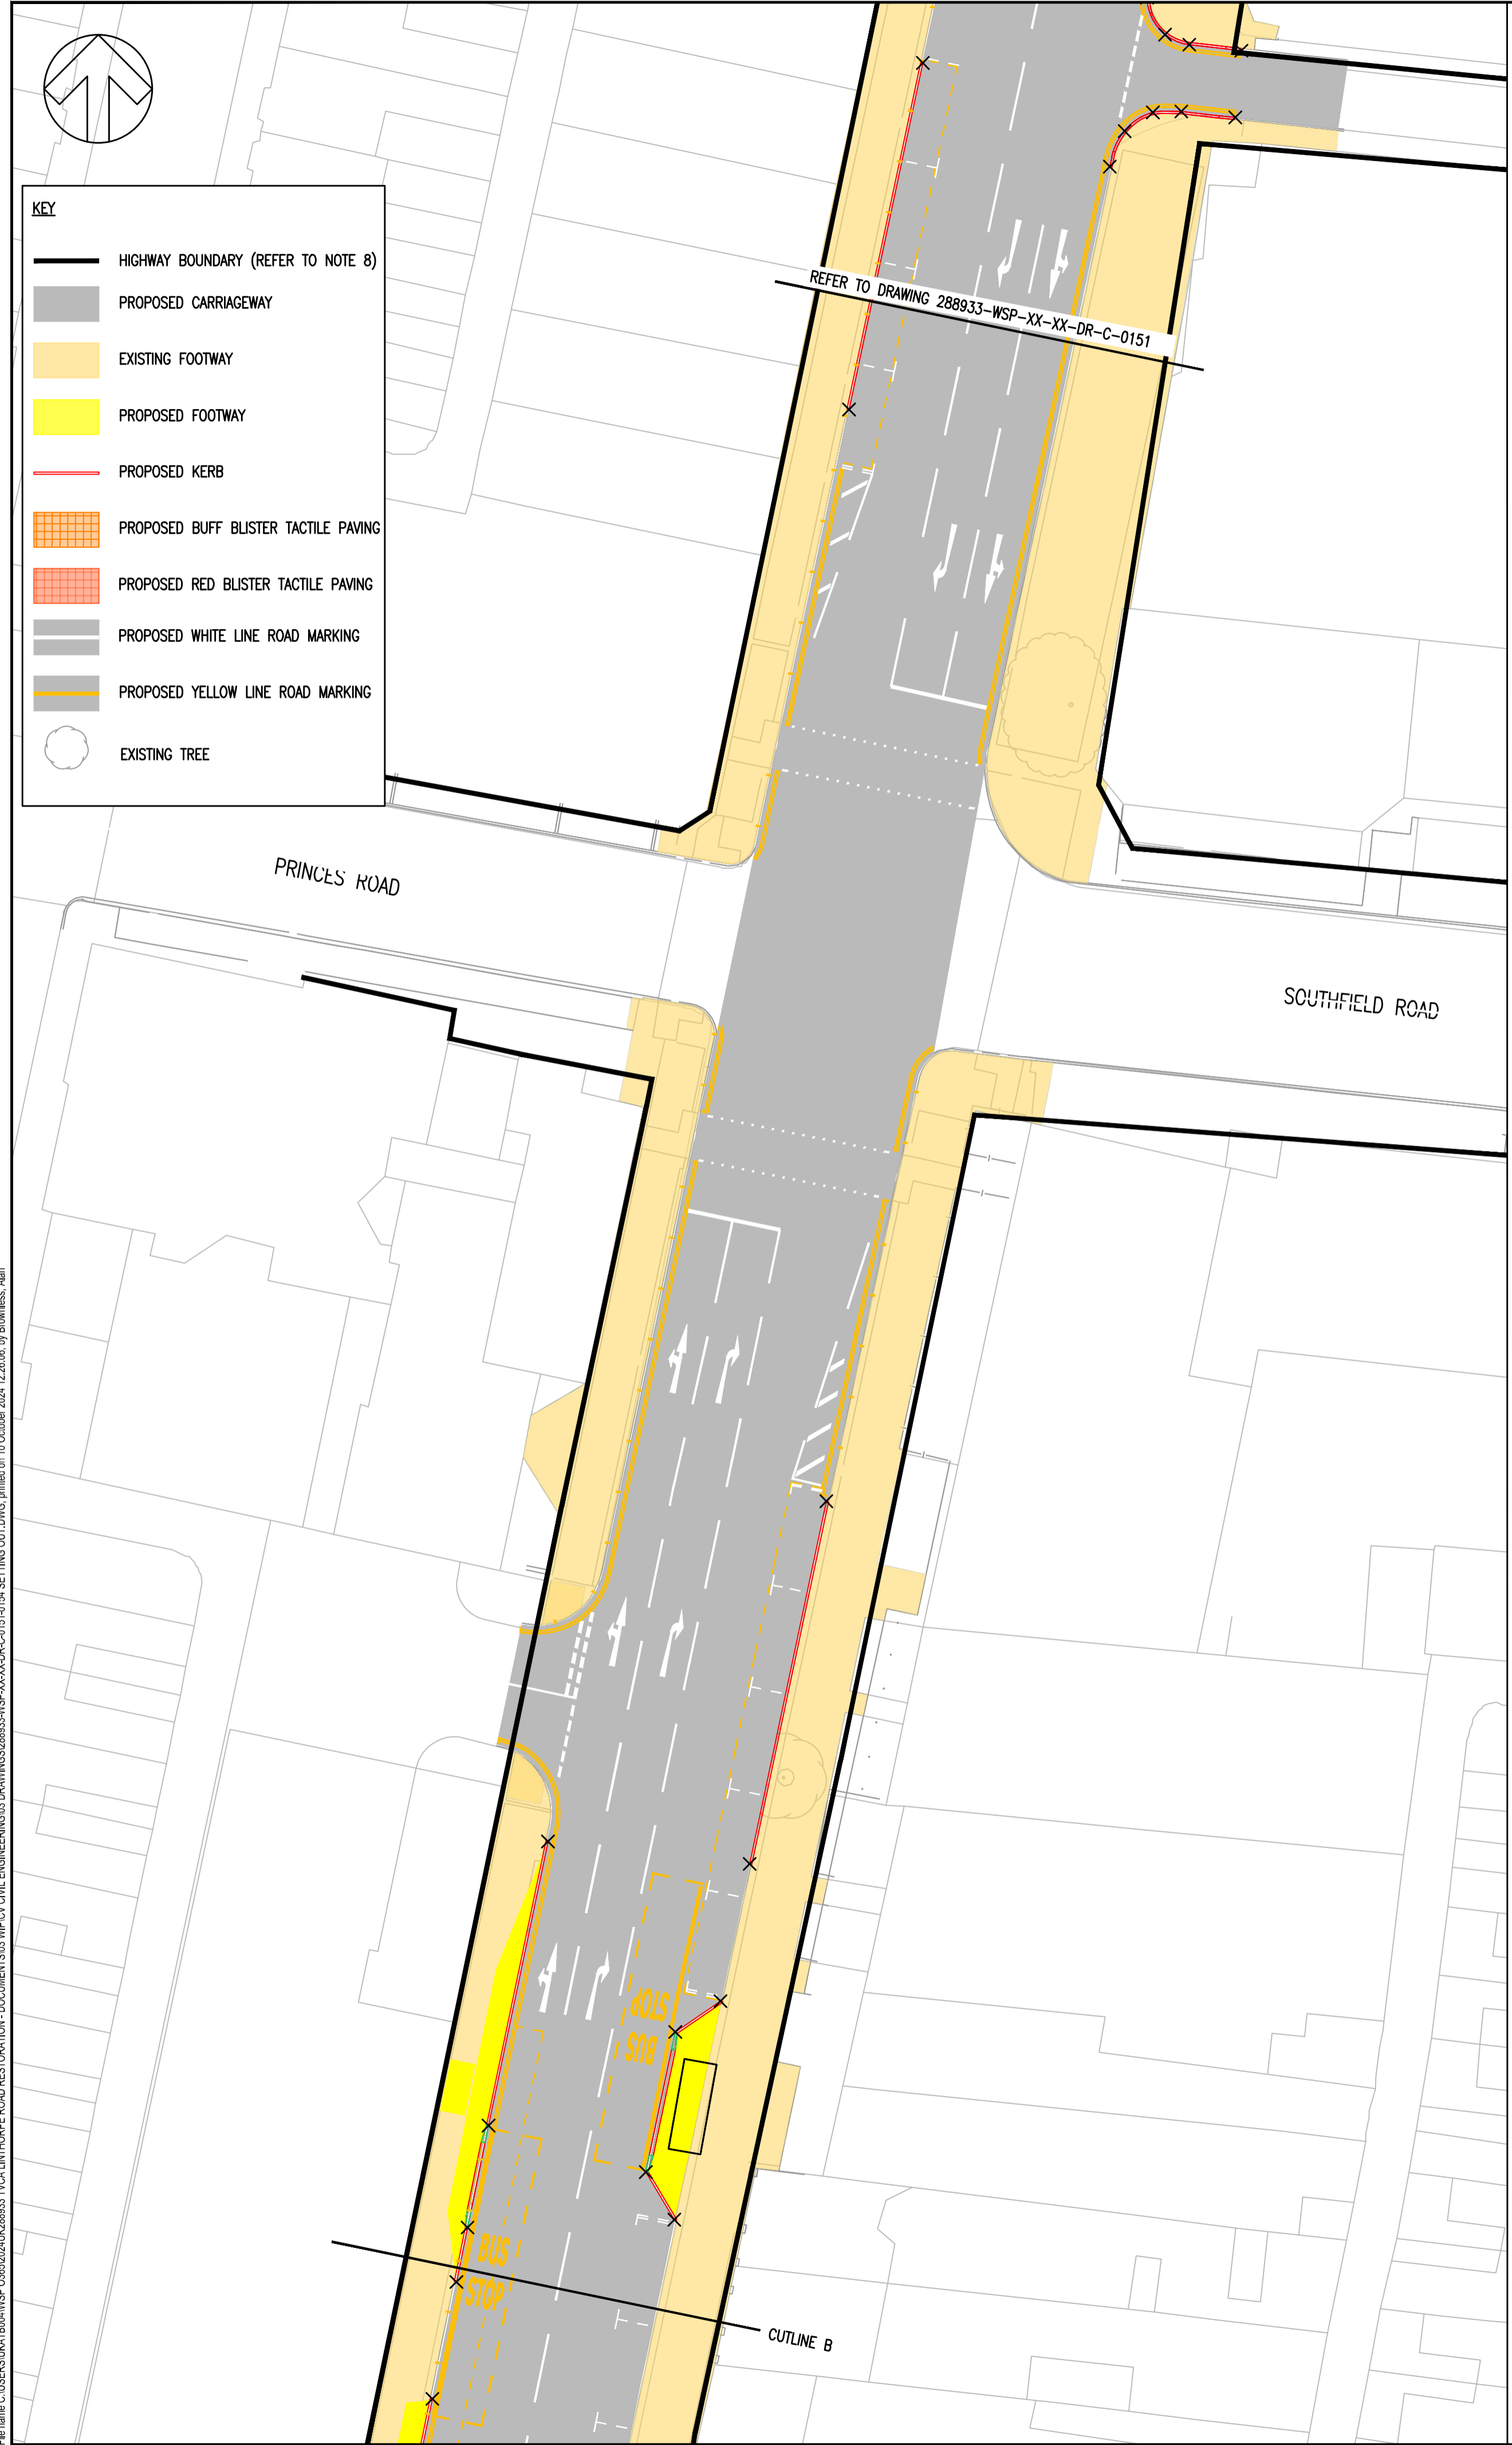 KEY
HIGHWAY BOUNDARY (REFER TO NOTE 8)
PROPOSED CARRIAGEWAY
EXISTING FOOTWAY
PROPOSED FOOTWAY
PROPOSED KERB
PROPOSED BUFF BLISTER TACTILE PAVING
PROPOSED RED BLISTER TACTILE PAVING
PROPOSED WHITE LINE ROAD MARKING
PROPOSED YELLOW LINE ROAD MARKING
EXISTING TREE
REFER TO DRAWING 288933-WSP-XX-XX-DR-C-0151
PRINCES ROAD
SOUTHFIELD ROAD
BUS
STOP
BUS
STOP
CUTLINE B